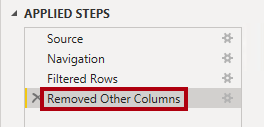 APPLIED STEPS
Source
Navigation
Filtered Rows
Removed Other Columns